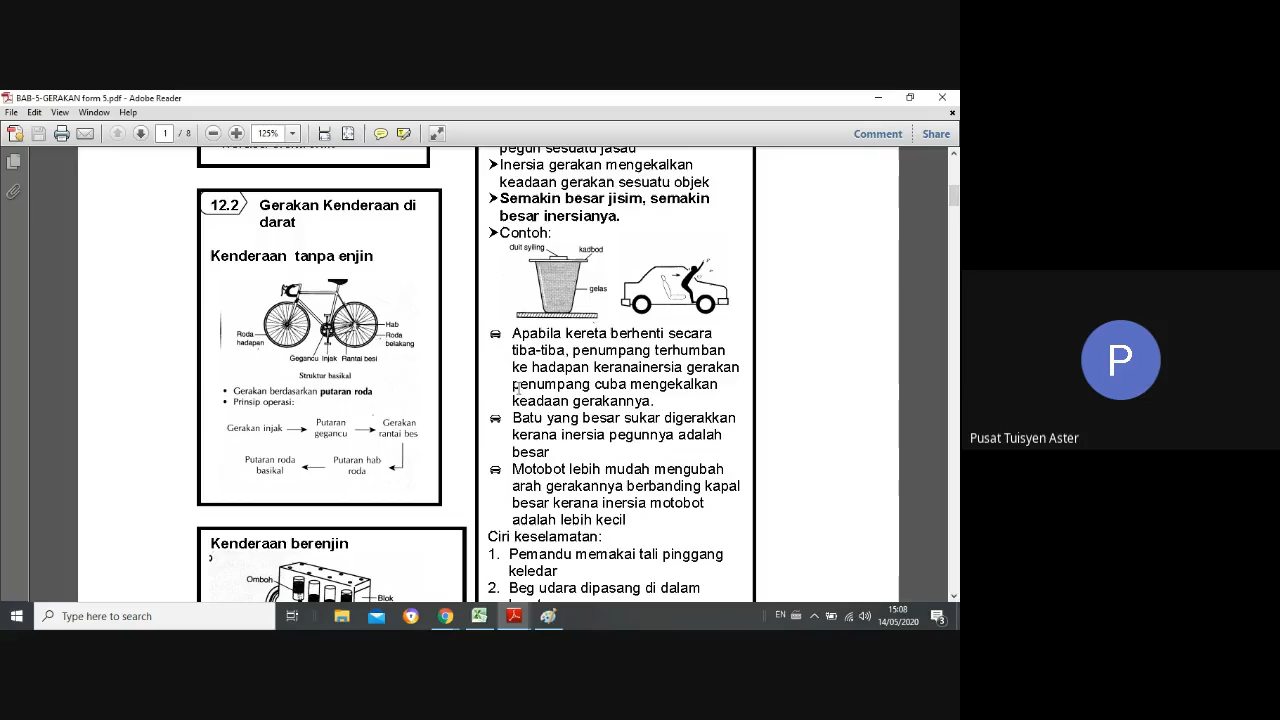 BAB-5-GERAKAN form 5.pdf - Adobe Reader
File Edit View Window Help
1 / 8 125% Comment Share
12.2 Gerakan Kenderaan di
darat
Kenderaan tanpa enjin
Roda
hadapan
Hab
Roda
belakang
Gegancu Injak Rantai besi
Struktur basikal
• Gerakan berdasarkan putaran roda
• Prinsip operasi:
Gerakan injak
Putaran
gegancu
Gerakan
rantai bes
Putaran roda
basikal
Putaran hab
roda
Kenderaan berenjin
Omboh
Blok
pegun sesuatu jasad
➤Inersia gerakan mengekalkan
keadaan gerakan sesuatu objek
➤Semakin besar jisim, semakin
besar inersianya.
➤Contoh:
duit syiling
kadbod
gelas
Apabila kereta berhenti secara
tiba-tiba, penumpang terhumban
ke hadapan keranainersia gerakan
penumpang cuba mengekalkan
keadaan gerakannya.
Batu yang besar sukar digerakkan
kerana inersia pegunnya adalah
besar
Motobot lebih mudah mengubah
arah gerakannya berbanding kapal
besar kerana inersia motobot
adalah lebih kecil
Ciri keselamatan:
1. Pemandu memakai tali pinggang
keledar
2. Beg udara dipasang di dalam
P
Pusat Tuisyen Aster
Type here to search
EN
15:08
14/05/2020
3